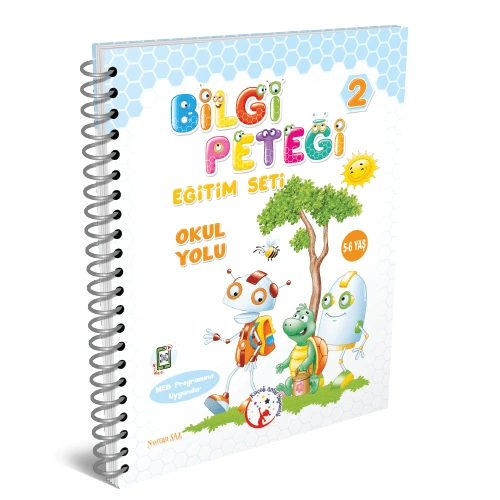 BİLGİ
PETEĞİ
2
EĞİTİM SETİ
OKUL
YOLU
5-6 YAŞ
MEB Programına
Uygundur